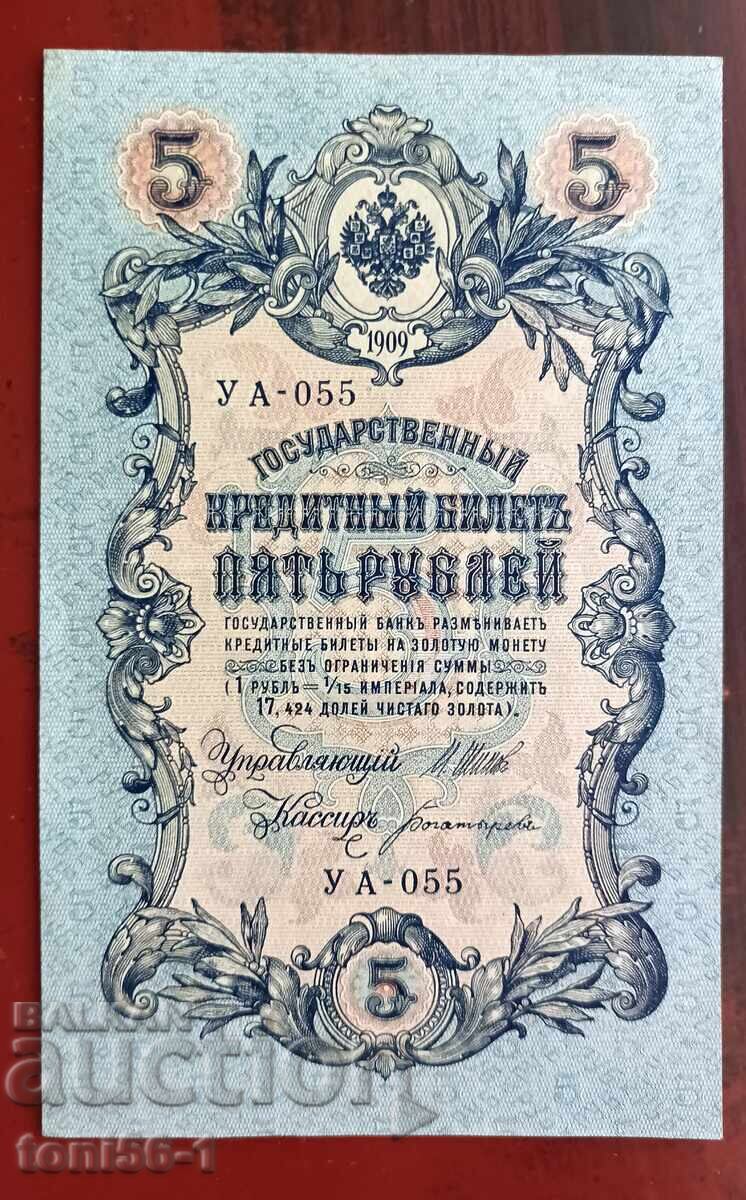 5 5
1909
УА-055
ГОСУДАРСТВЕННЫЙ
КРЕДИТНЫЙ БИЛЕТЪ
ПЯТЬ РУБЛЕЙ
ГОСУДАРСТВЕННЫЙ БАНКЪ РАЗМѢНИВАЕТЪ
КРЕДИТНЫЕ БИЛЕТЫ НА ЗОЛОТУЮ МОНЕТУ
БЕЗЪ ОГРАНИЧЕНІЯ СУММЫ
(1 РУБЛЬ = 1/15 ИМПЕРІАЛА, СОДЕРЖИТЪ
17,424 ДОЛЕЙ ЧИСТАГО ЗОЛОТА).
Управляющій И. Шипов
Кассиръ Богатырев
УА-055
5
BALKAN
auction
toni56-1